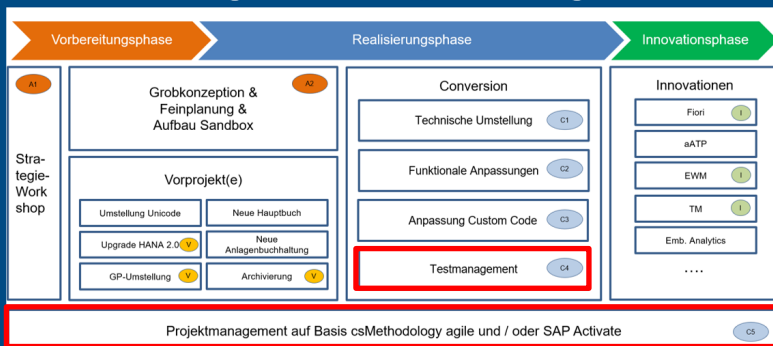 Vorbereitungsphase
Realisierungsphase
Innovationsphase
A1
Stra-
tegie-
Work
shop
Grobkonzeption &
Feinplanung &
Aufbau Sandbox
A2
Vorprojekt(e)
Umstellung Unicode
Neue Hauptbuch
Upgrade HANA 2.0
V
Neue
Anlagenbuchhaltung
GP-Umstellung
V
Archivierung
V
Conversion
Technische Umstellung
C1
Funktionale Anpassungen
C2
Anpassung Custom Code
C3
Testmanagement
C4
Innovationen
Fiori
I
aATP
EWM
I
TM
I
Emb. Analytics
....
Projektmanagement auf Basis csMethodology agile und / oder SAP Activate
C5